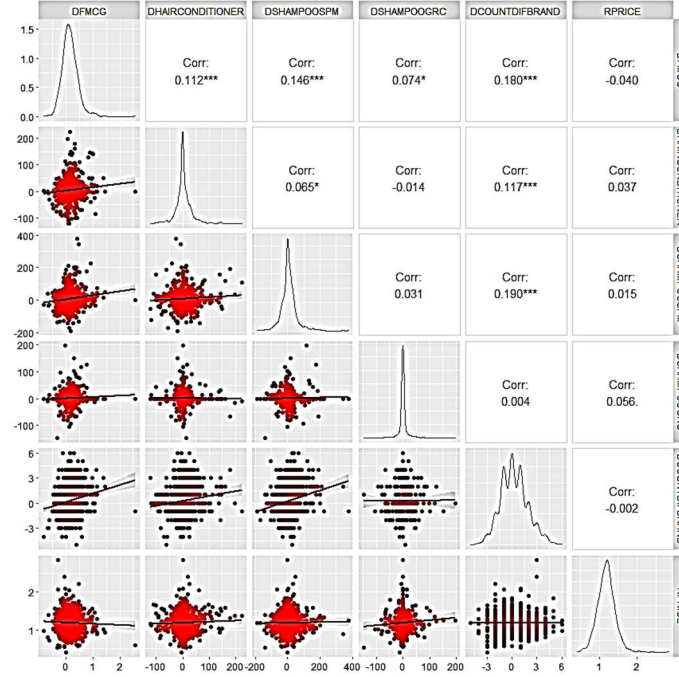 DFMCG DHAIRCONDITIONER DSHAMPOOSPM DSHAMPOOGRC DCOUNTDIFBRAND RPRICE
1.5
1.0
0.5
0.0
Corr: Corr: Corr: Corr: Corr:
0.112*** 0.146*** 0.074* 0.180*** -0.040
200
100
0
-100
Corr: Corr: Corr: Corr:
0.065* -0.014 0.117*** 0.037
400
200
0
-200
Corr: Corr: Corr:
0.031 0.190*** 0.015
200
100
0
-100
Corr: Corr:
0.004 0.056.
6
3
0
-3
Corr:
-0.002
2
1
0 1 2 -100 0 100 200 -200 0 200 400 -100 0 100 200 -3 0 3 6 1 2